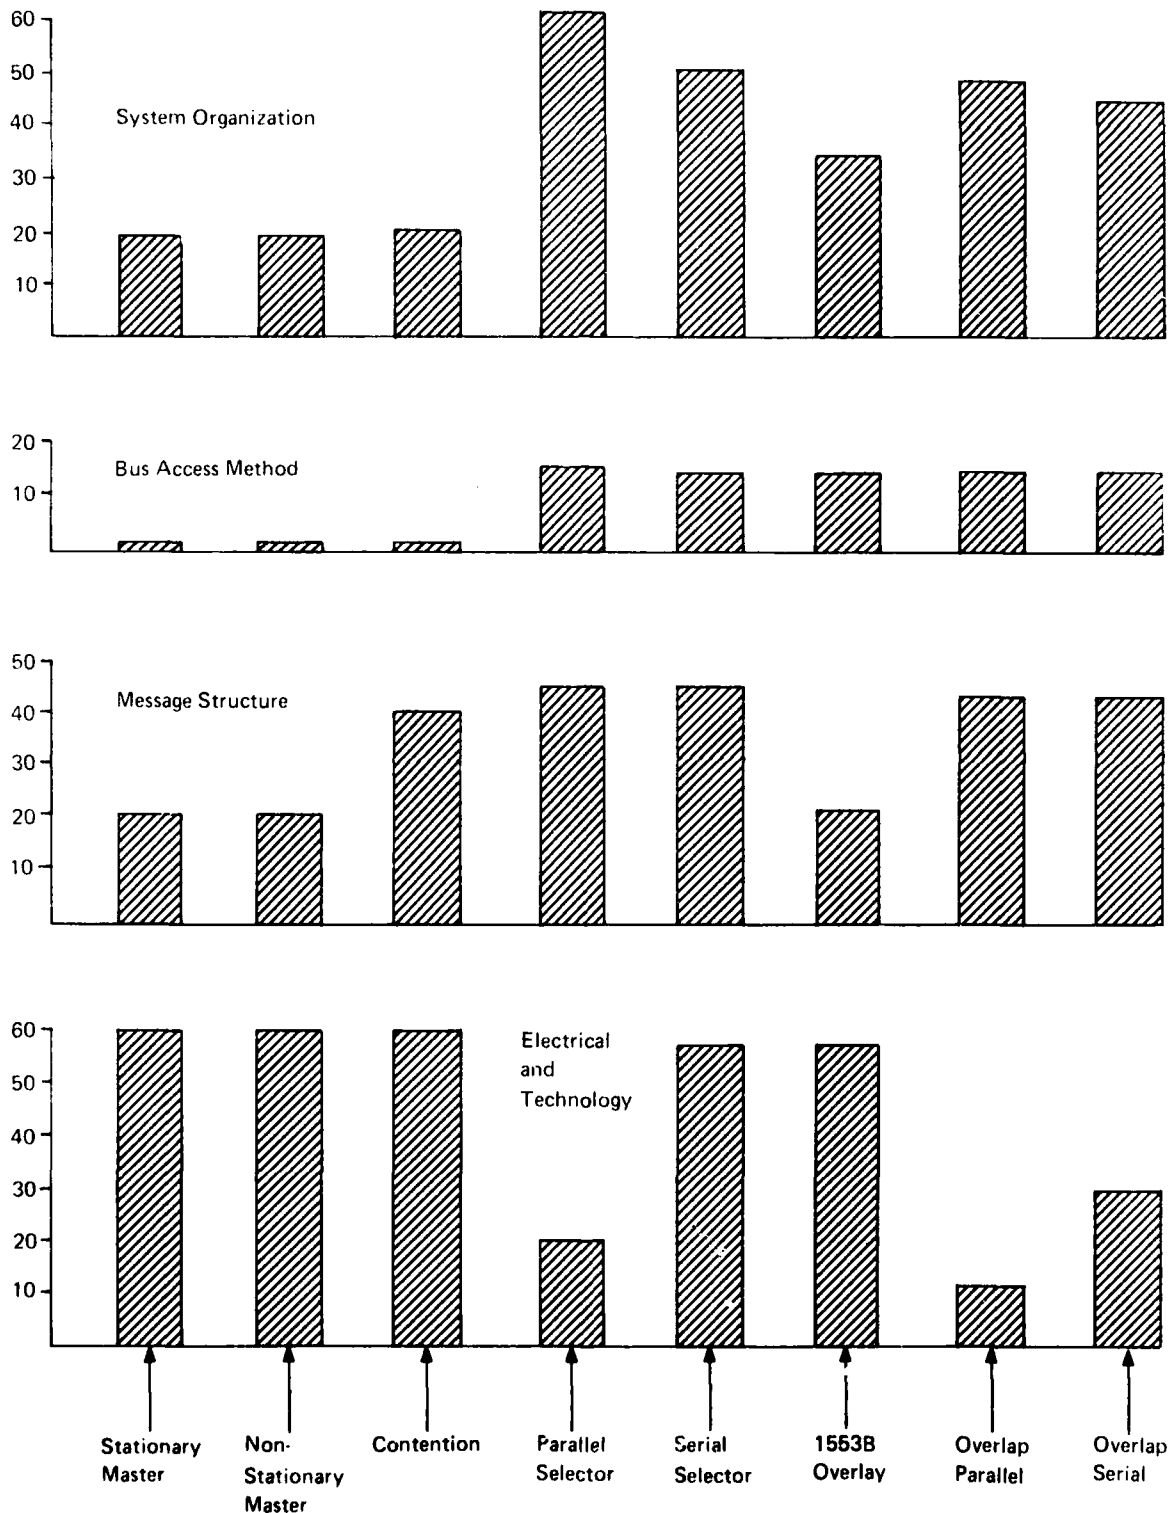 60
50
40
30
20
10
System Organization
20
10
Bus Access Method
50
40
30
20
10
Message Structure
60
50
40
30
20
10
Electrical
and
Technology
Stationary
Master
Non-
Stationary
Master
Contention
Parallel
Selector
Serial
Selector
1553B
Overlay
Overlap
Parallel
Overlap
Serial